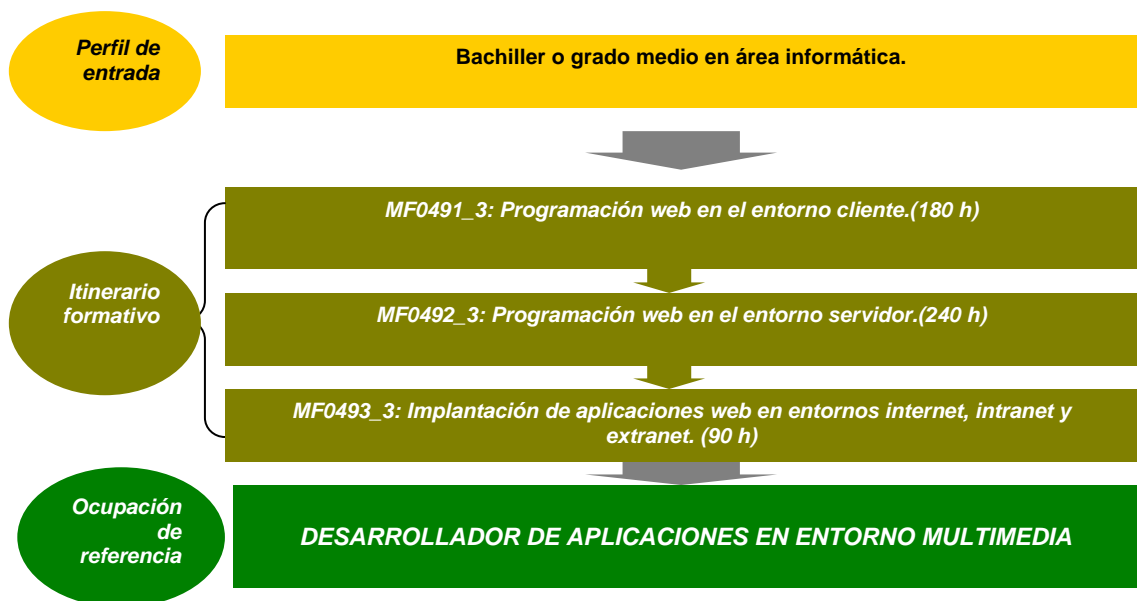 Perfil de
entrada
Bachiller o grado medio en área informática.
MF0491_3: Programación web en el entorno cliente.(180 h)
Itinerario
formativo
MF0492_3: Programación web en el entorno servidor.(240 h)
MF0493_3: Implantación de aplicaciones web en entornos internet, intranet y
extranet. (90 h)
Ocupación
de
referencia
DESARROLLADOR DE APLICACIONES EN ENTORNO MULTIMEDIA